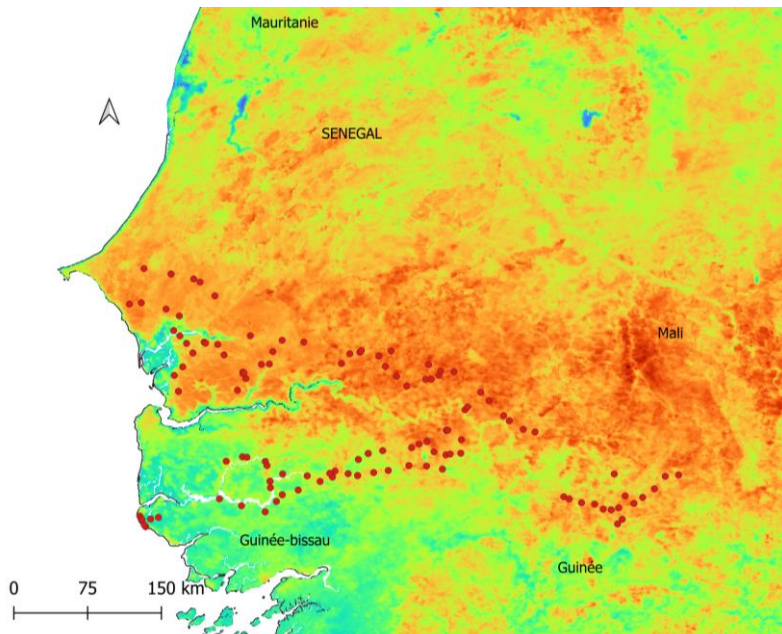 Mauritanie
SENEGAL
Mali
Guinée-bissau
Guinée
0 75 150 km